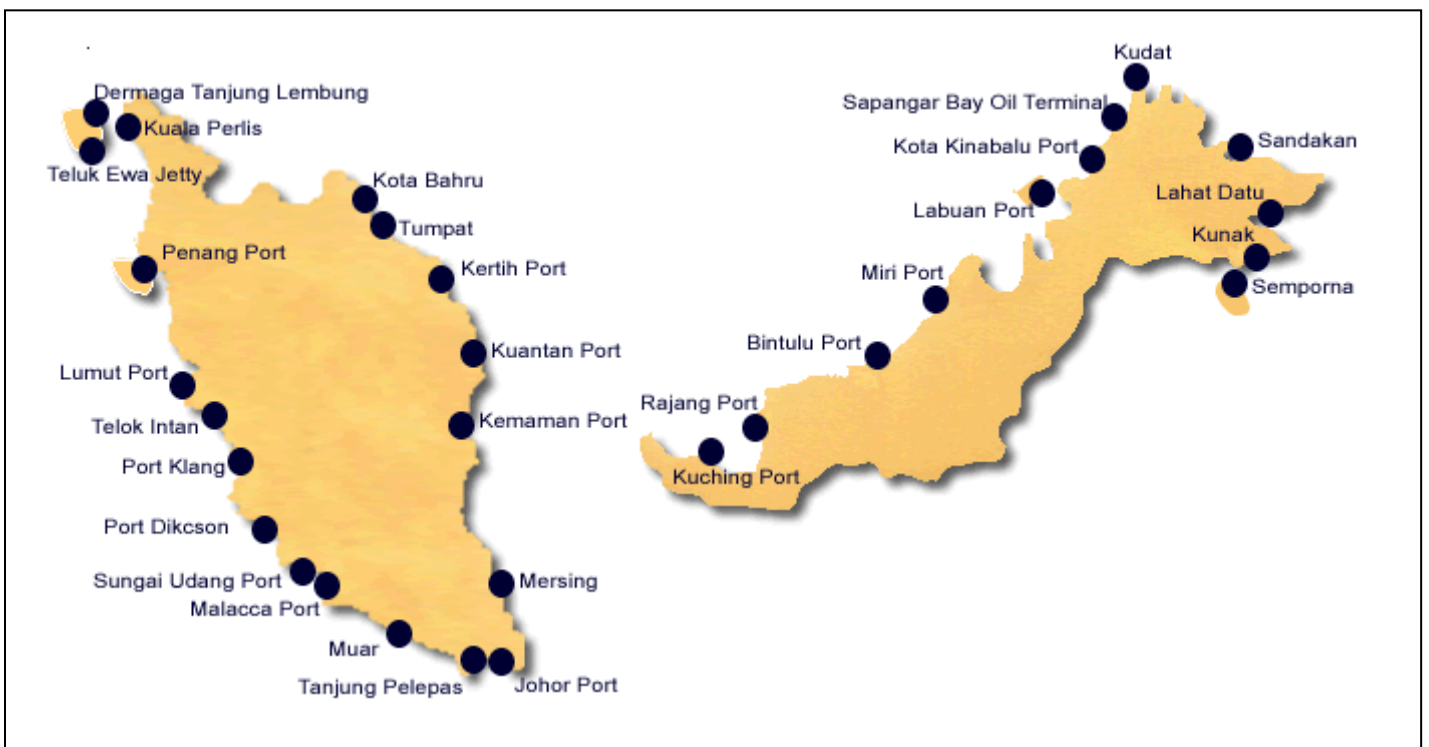 Dermaga Tanjung Lembung
Kuala Perlis
Teluk Ewa Jetty
Kota Bahru
Tumpat
Penang Port
Kertih Port
Kuantan Port
Lumut Port
Telok Intan
Kemaman Port
Port Klang
Port Dikcson
Sungai Udang Port
Malacca Port
Mersing
Muar
Tanjung Pelepas
Johor Port
Kudat
Sapangar Bay Oil Terminal
Kota Kinabalu Port
Sandakan
Labuan Port
Lahat Datu
Kunak
Miri Port
Semporna
Bintulu Port
Rajang Port
Kuching Port